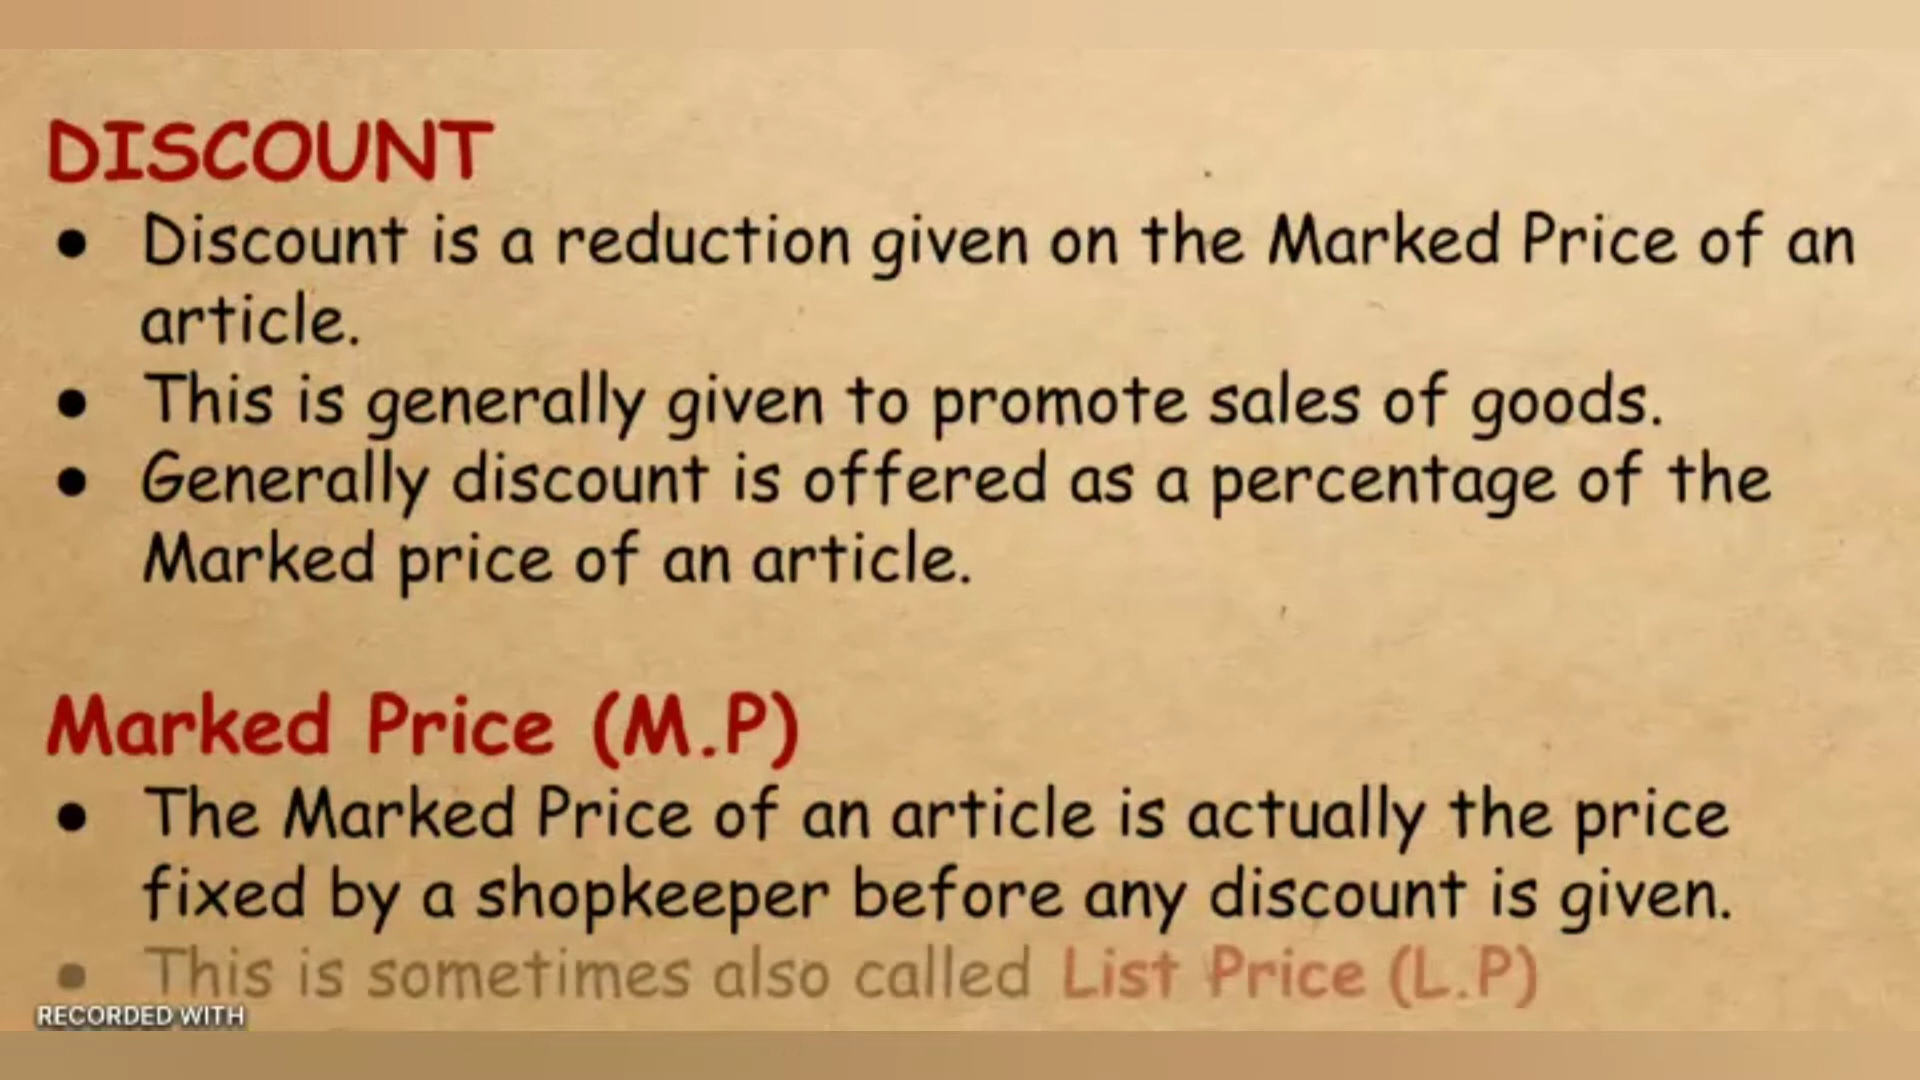 DISCOUNT
● Discount is a reduction given on the Marked Price of an
article.
● This is generally given to promote sales of goods.
● Generally discount is offered as a percentage of the
Marked price of an article.
Marked Price (M.P)
● The Marked Price of an article is actually the price
fixed by a shopkeeper before any discount is given.
● This is sometimes also called List Price (L.P)
RECORDED WITH